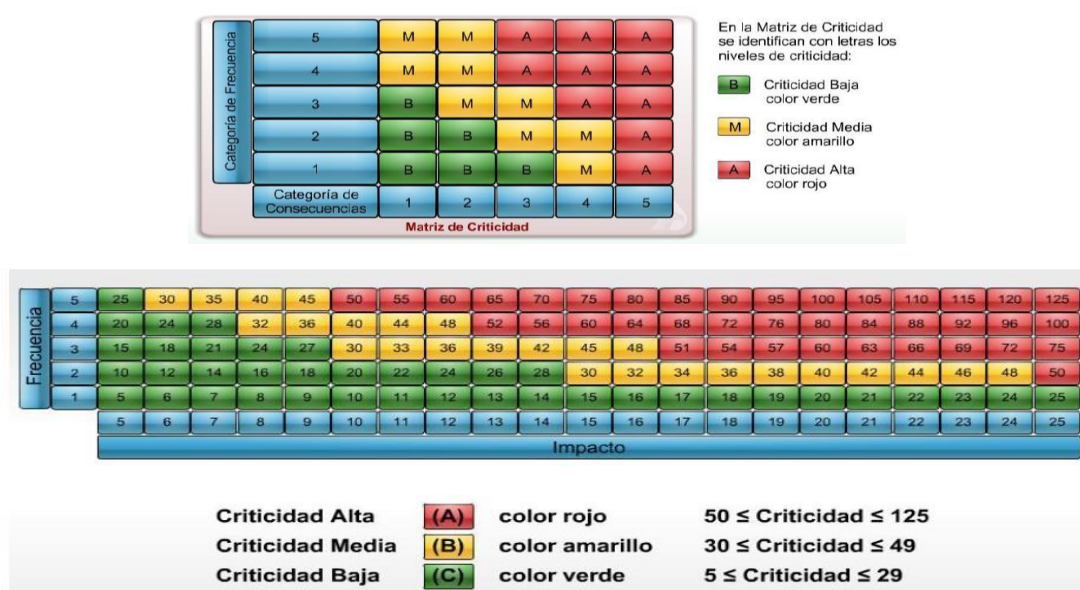 En la Matriz de Criticidad
se identifican con letras los
niveles de criticidad:
B Criticidad Baja
color verde
M Criticidad Media
color amarillo
A Criticidad Alta
color rojo
Categoría de Frecuencia
5 M M A A A
4 M M A A A
3 B M M A A
2 B B M M A
1 B B B M A
Categoría de
Consecuencias 1 2 3 4 5
Matriz de Criticidad
Frecuencia
5 25 30 35 40 45 50 55 60 65 70 75 80 85 90 95 100 105 110 115 120 125
4 20 24 28 32 36 40 44 48 52 56 60 64 68 72 76 80 84 88 92 96 100
3 15 18 21 24 27 30 33 36 39 42 45 48 51 54 57 60 63 66 69 72 75
2 10 12 14 16 18 20 22 24 26 28 30 32 34 36 38 40 42 44 46 48 50
1 5 6 7 8 9 10 11 12 13 14 15 16 17 18 19 20 21 22 23 24 25
5 6 7 8 9 10 11 12 13 14 15 16 17 18 19 20 21 22 23 24 25
Impacto
Criticidad Alta (A) color rojo 50 ≤ Criticidad ≤ 125
Criticidad Media (B) color amarillo 30 ≤ Criticidad ≤ 49
Criticidad Baja (C) color verde 5 ≤ Criticidad ≤ 29